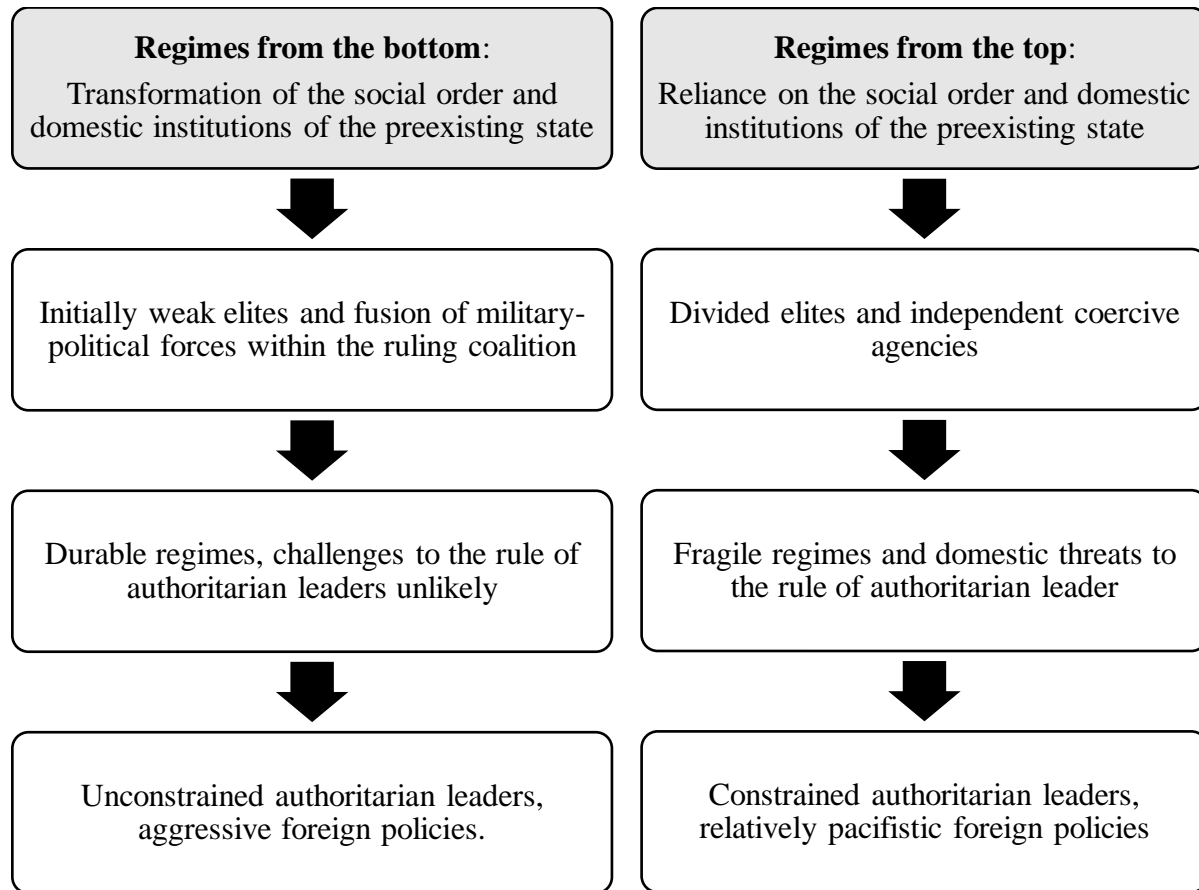 Regimes from the bottom:
Transformation of the social order and
domestic institutions of the preexisting state
Initially weak elites and fusion of military-
political forces within the ruling coalition
Durable regimes, challenges to the rule of
authoritarian leaders unlikely
Unconstrained authoritarian leaders,
aggressive foreign policies.
Regimes from the top:
Reliance on the social order and domestic
institutions of the preexisting state
Divided elites and independent coercive
agencies
Fragile regimes and domestic threats to
the rule of authoritarian leader
Constrained authoritarian leaders,
relatively pacifistic foreign policies